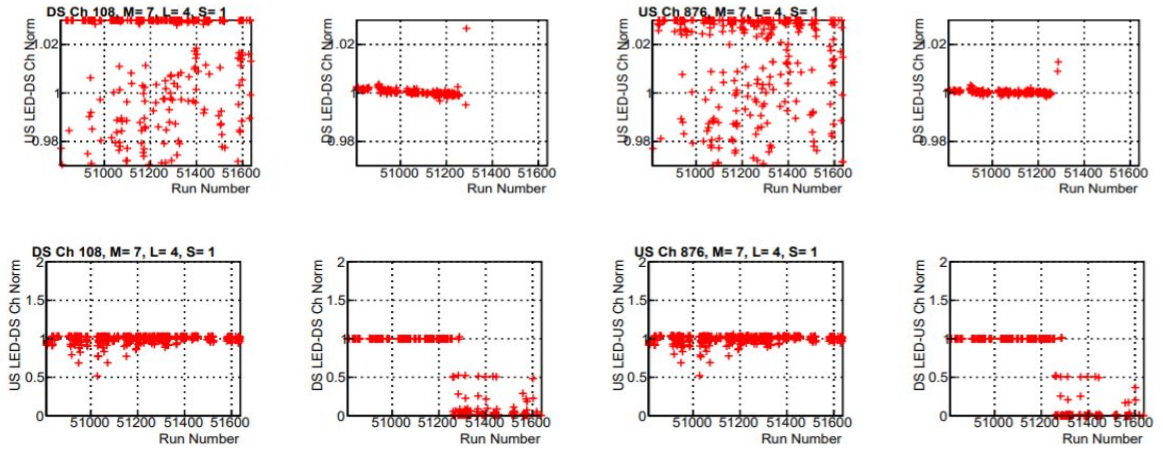 DS Ch 108, M= 7, L= 4, S= 1
US LED-DS Ch Norm
1.02
1
0.98
51000 51200 51400 51600
Run Number
DS LED-DS Ch Norm
1.02
1
0.98
51000 51200 51400 51600
Run Number
US Ch 876, M= 7, L= 4, S= 1
US LED-US Ch Norm
1.02
1
0.98
51000 51200 51400 51600
Run Number
DS LED-US Ch Norm
1.02
1
0.98
51000 51200 51400 51600
Run Number
DS Ch 108, M= 7, L= 4, S= 1
US LED-DS Ch Norm
2
1.5
1
0.5
0
51000 51200 51400 51600
Run Number
DS LED-DS Ch Norm
2
1.5
1
0.5
0
51000 51200 51400 51600
Run Number
US Ch 876, M= 7, L= 4, S= 1
US LED-US Ch Norm
2
1.5
1
0.5
0
51000 51200 51400 51600
Run Number
DS LED-US Ch Norm
2
1.5
1
0.5
0
51000 51200 51400 51600
Run Number